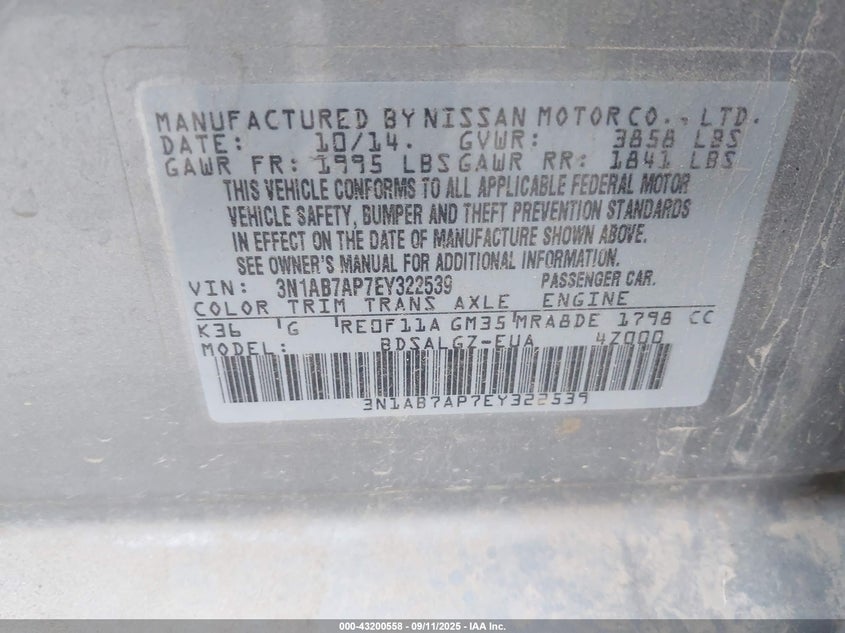 MANUFACTURED BY NISSAN MOTOR CO., LTD.
DATE: 10/14. GVWR: 3858 LBS
GAWR FR: 1995 LBS GAWR RR: 1841 LBS
THIS VEHICLE CONFORMS TO ALL APPLICABLE FEDERAL MOTOR
VEHICLE SAFETY, BUMPER AND THEFT PREVENTION STANDARDS
IN EFFECT ON THE DATE OF MANUFACTURE SHOWN ABOVE.
SEE OWNER'S MANUAL FOR ADDITIONAL INFORMATION.
VIN: 3N1AB7AP7EY322539 PASSENGER CAR.
COLOR TRIM TRANS AXLE ENGINE
K36 G RE0F11A GM35 MRA8DE 1798 CC
MODEL: BDSALGZ-EUA 4Z000
3N1AB7AP7EY322539
000-43200558 - 09/11/2025 - IAA Inc.